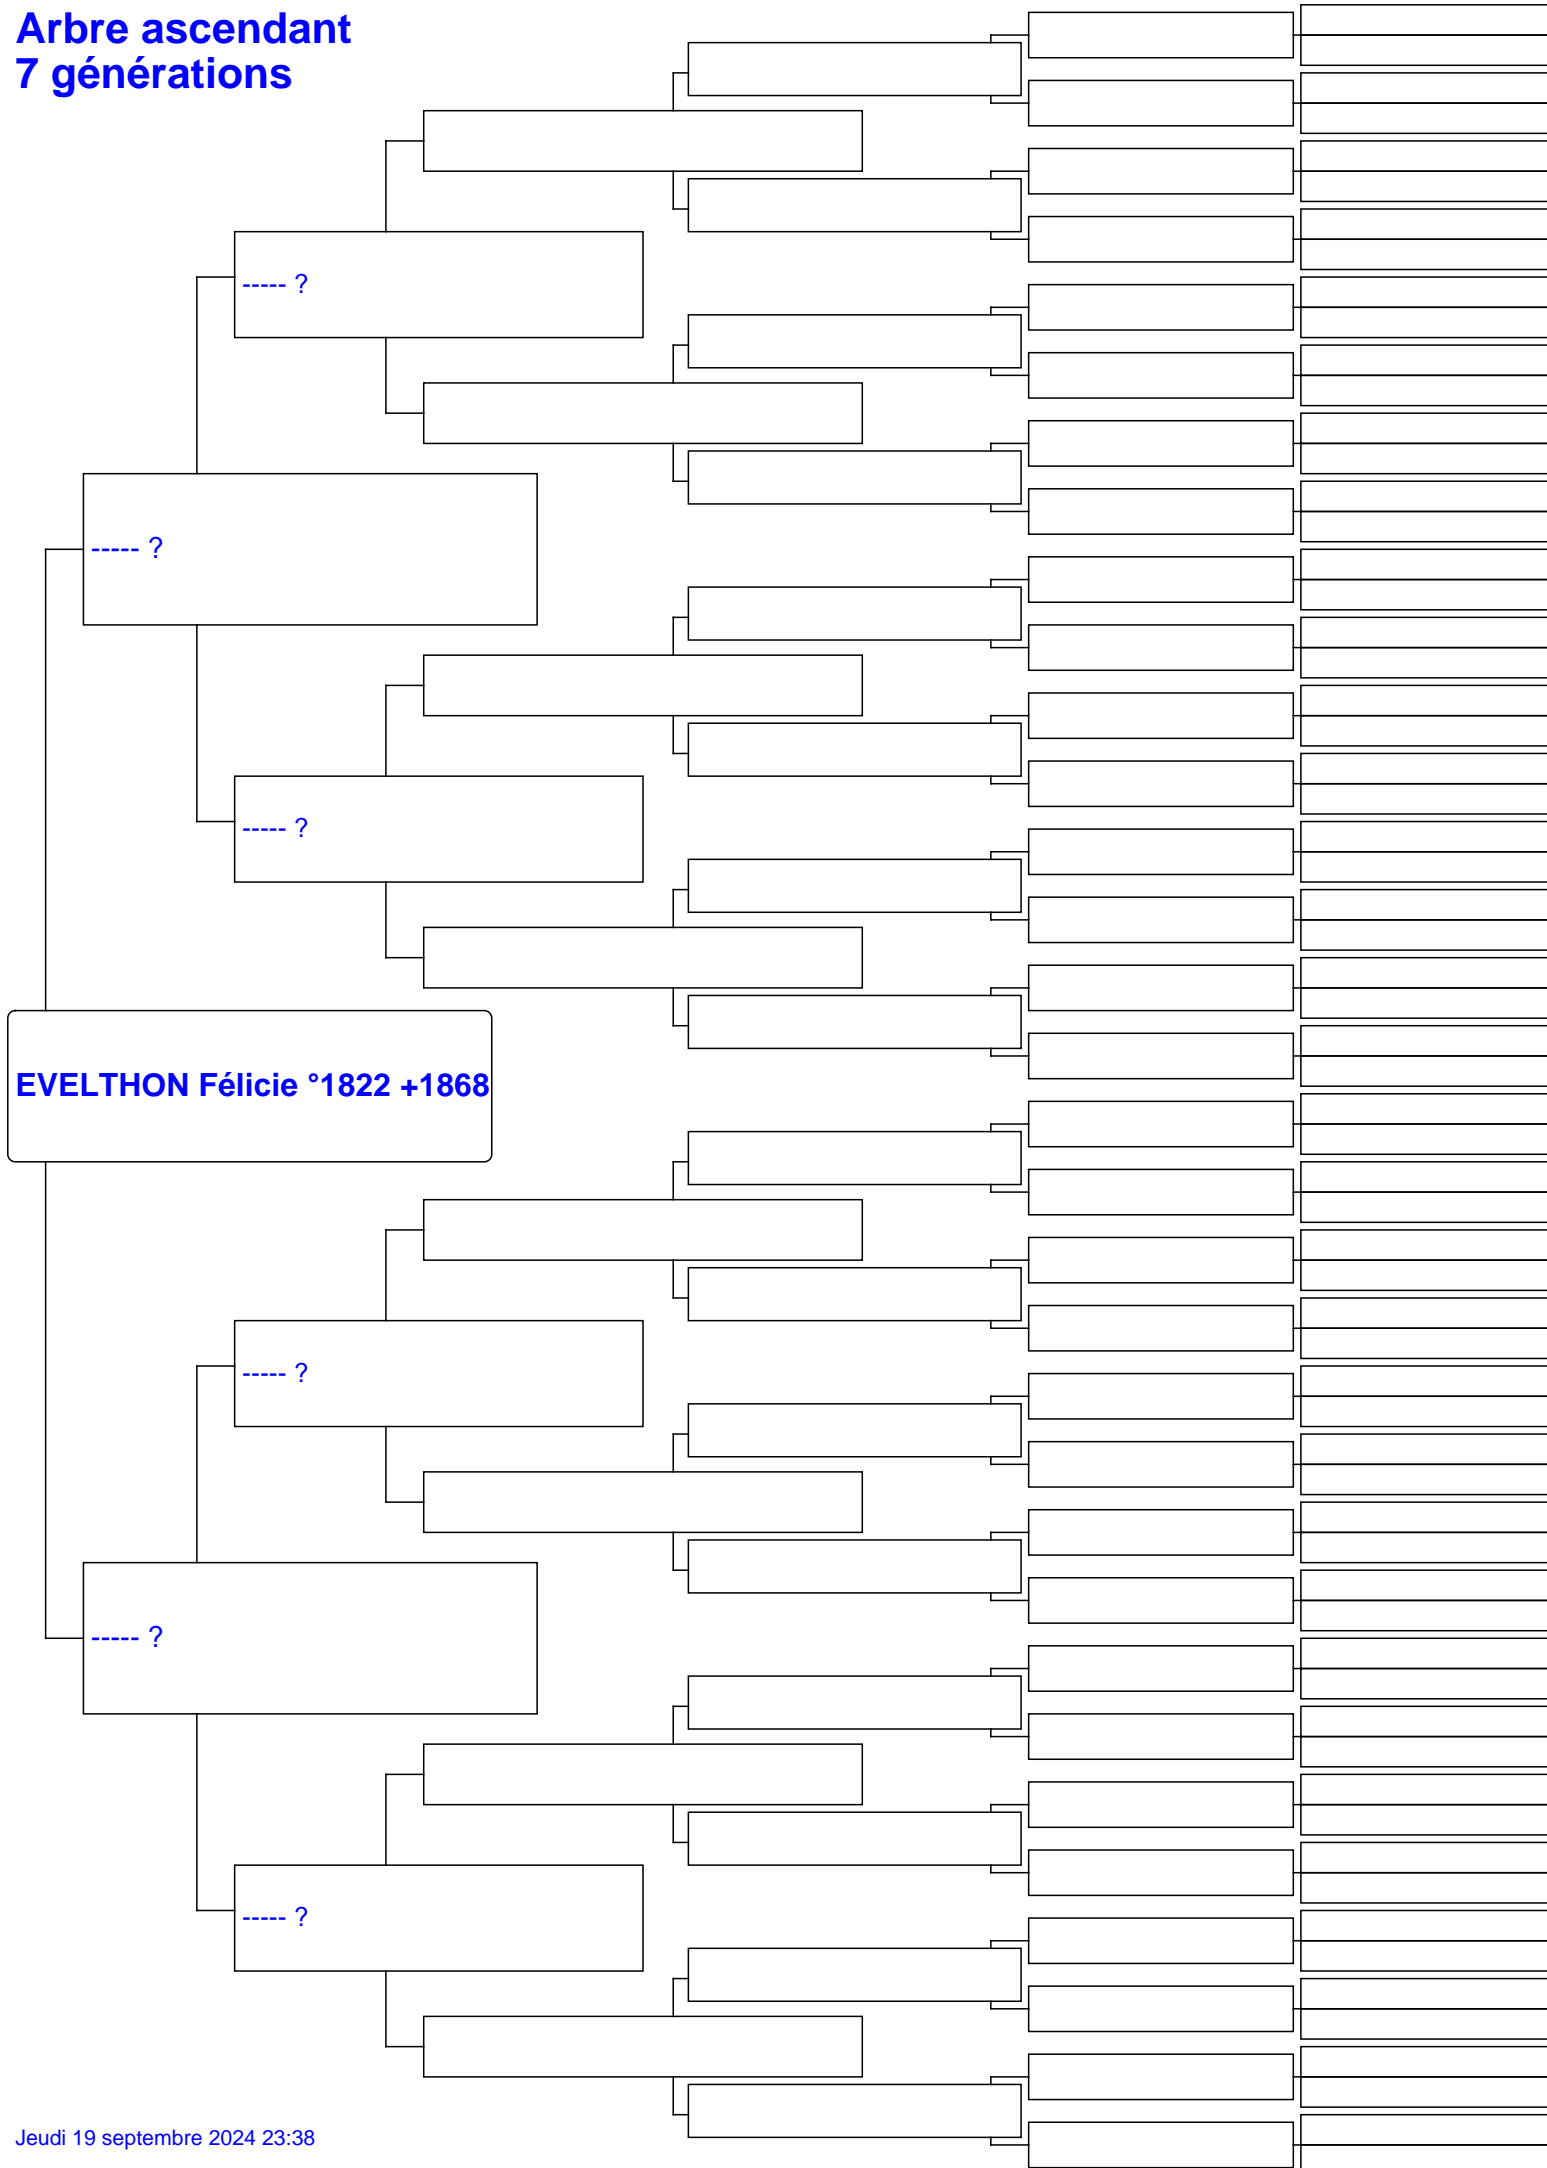 Arbre ascendant
7 générations
----- ?
----- ?
----- ?
EVELTHON Félicie °1822 +1868
----- ?
----- ?
----- ?
Jeudi 19 septembre 2024 23:38